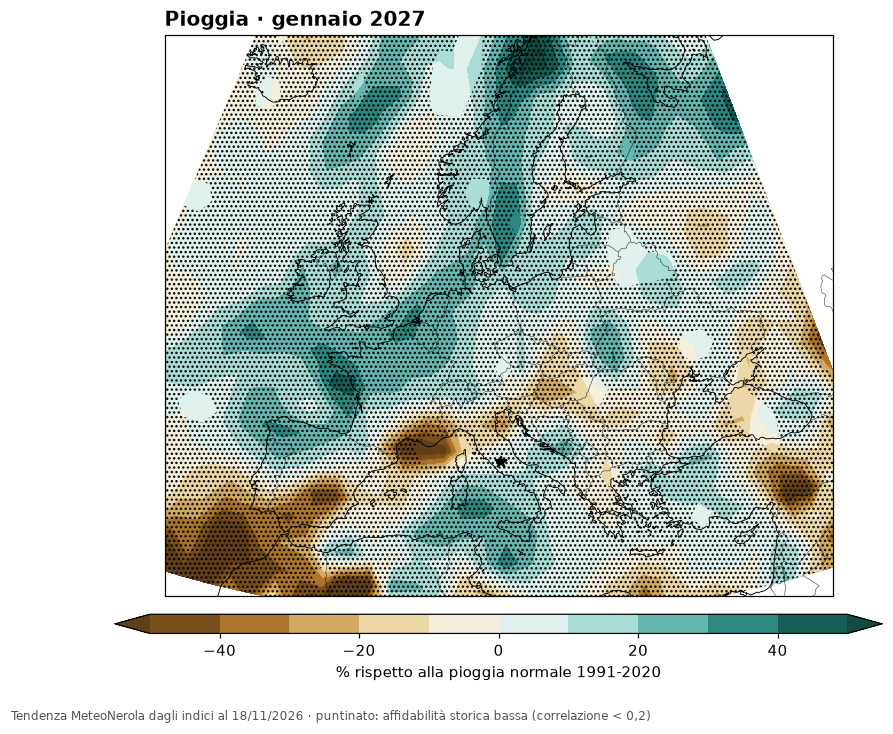 Pioggia · gennaio 2027
−40 −20 0 20 40
% rispetto alla pioggia normale 1991-2020
Tendenza MeteoNerola dagli indici al 18/11/2026 · puntinato: affidabilità storica bassa (correlazione < 0,2)